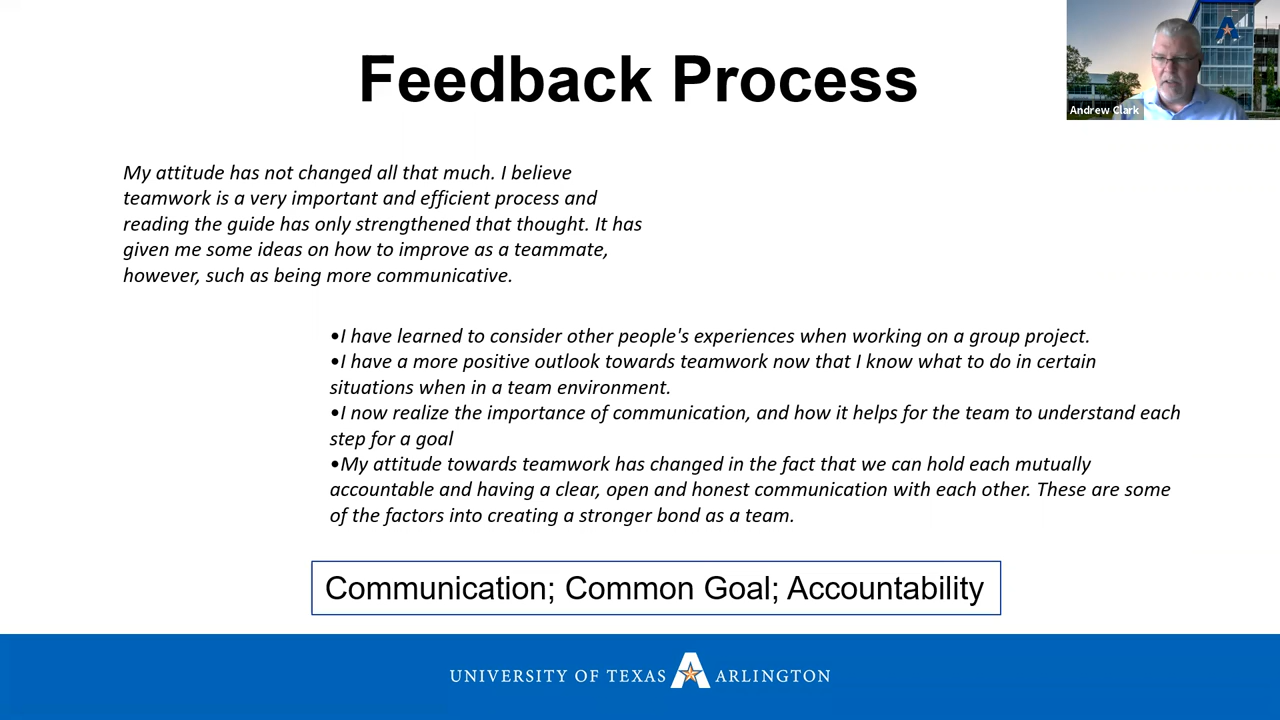 Feedback Process
Andrew Clark
My attitude has not changed all that much. I believe
teamwork is a very important and efficient process and
reading the guide has only strengthened that thought. It has
given me some ideas on how to improve as a teammate,
however, such as being more communicative.
•I have learned to consider other people's experiences when working on a group project.
•I have a more positive outlook towards teamwork now that I know what to do in certain
situations when in a team environment.
•I now realize the importance of communication, and how it helps for the team to understand each
step for a goal
•My attitude towards teamwork has changed in the fact that we can hold each mutually
accountable and having a clear, open and honest communication with each other. These are some
of the factors into creating a stronger bond as a team.
Communication; Common Goal; Accountability
UNIVERSITY OF TEXAS A ARLINGTON